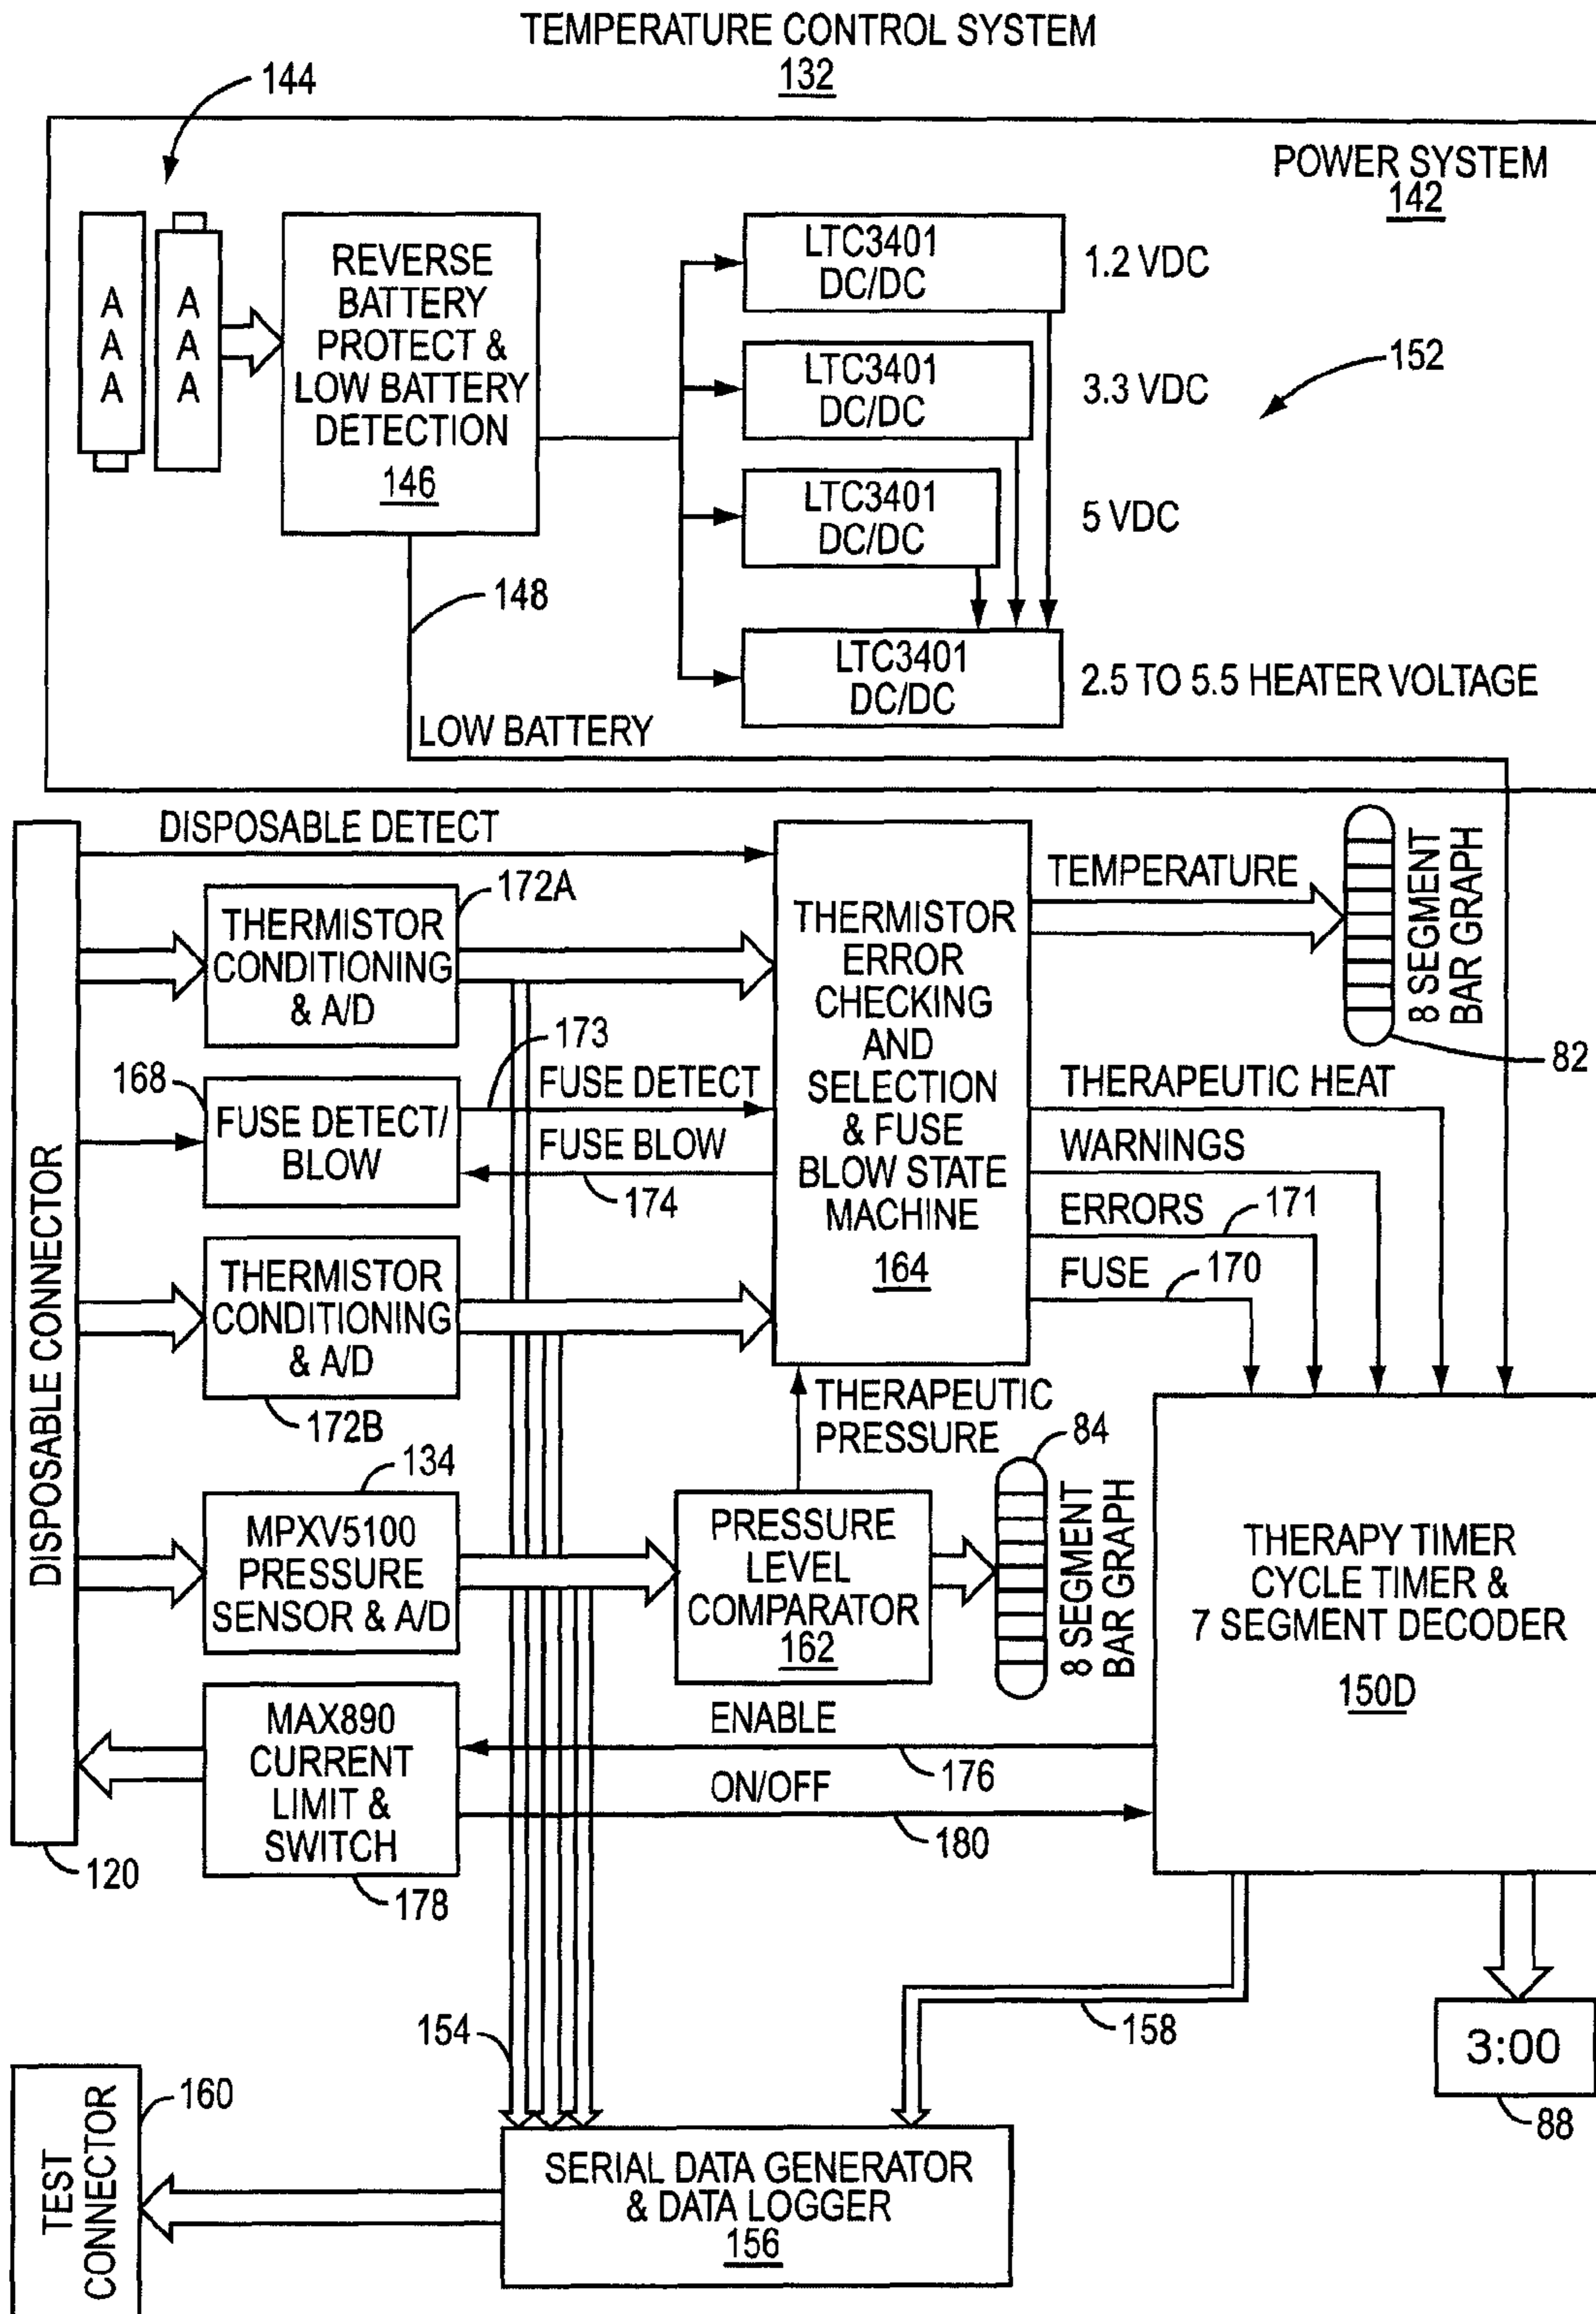 TEMPERATURE CONTROL SYSTEM
132
144
POWER SYSTEM
142
A
A
A
A
A
A
REVERSE
BATTERY
PROTECT &
LOW BATTERY
DETECTION
146
LTC3401
DC/DC
1.2 VDC
LTC3401
DC/DC
3.3 VDC
152
LTC3401
DC/DC
5 VDC
148
LTC3401
DC/DC
2.5 TO 5.5 HEATER VOLTAGE
LOW BATTERY
DISPOSABLE CONNECTOR
120
DISPOSABLE DETECT
THERMISTOR
CONDITIONING
& A/D
172A
168
FUSE DETECT/
BLOW
173
FUSE DETECT
FUSE BLOW
174
THERMISTOR
ERROR
CHECKING
AND
SELECTION
& FUSE
BLOW STATE
MACHINE
164
TEMPERATURE
8 SEGMENT
BAR GRAPH
82
THERAPEUTIC HEAT
WARNINGS
ERRORS
171
FUSE
170
THERMISTOR
CONDITIONING
& A/D
172B
THERAPEUTIC
PRESSURE
134
MPXV5100
PRESSURE
SENSOR & A/D
PRESSURE
LEVEL
COMPARATOR
162
84
8 SEGMENT
BAR GRAPH
THERAPY TIMER
CYCLE TIMER &
7 SEGMENT DECODER
150D
MAX890
CURRENT
LIMIT &
SWITCH
178
ENABLE
176
ON/OFF
180
154
158
3:00
88
TEST
CONNECTOR
160
SERIAL DATA GENERATOR
& DATA LOGGER
156